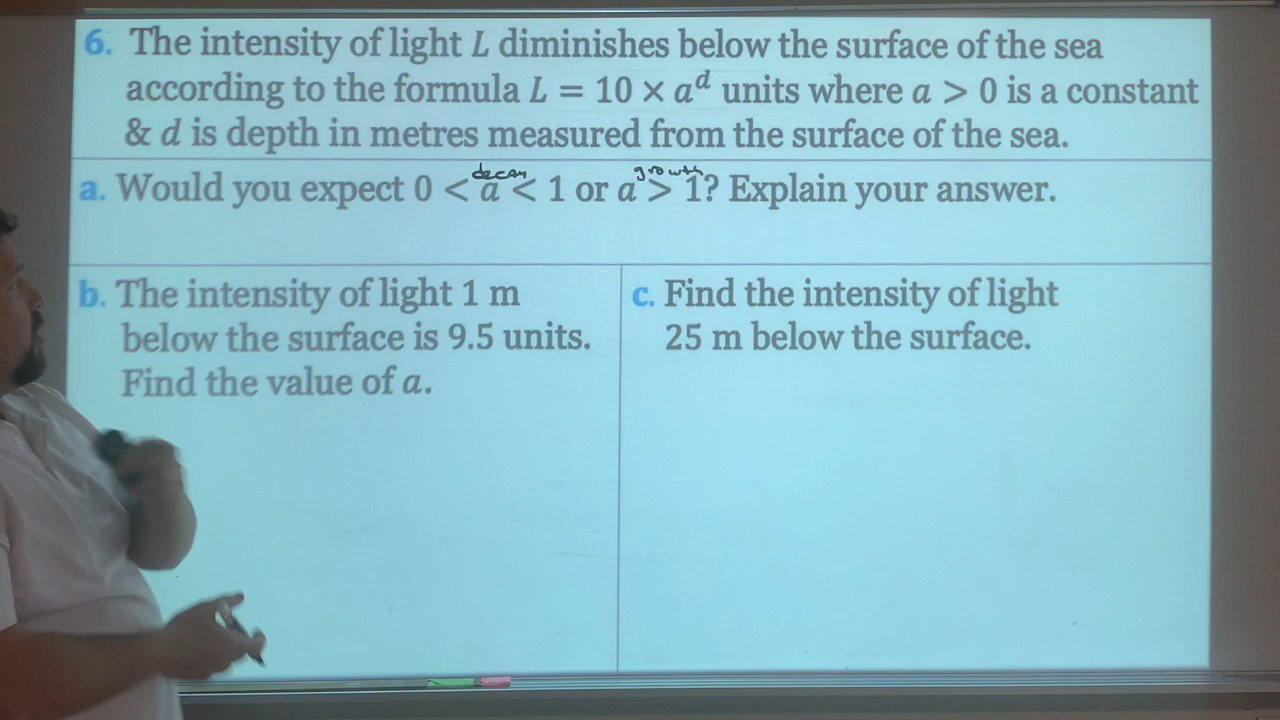 6. The intensity of light L diminishes below the surface of the sea
according to the formula L = 10 × a^d units where a > 0 is a constant
& d is depth in metres measured from the surface of the sea.
decay growth
a. Would you expect 0 < a < 1 or a > 1? Explain your answer.
b. The intensity of light 1 m
below the surface is 9.5 units.
Find the value of a.
c. Find the intensity of light
25 m below the surface.